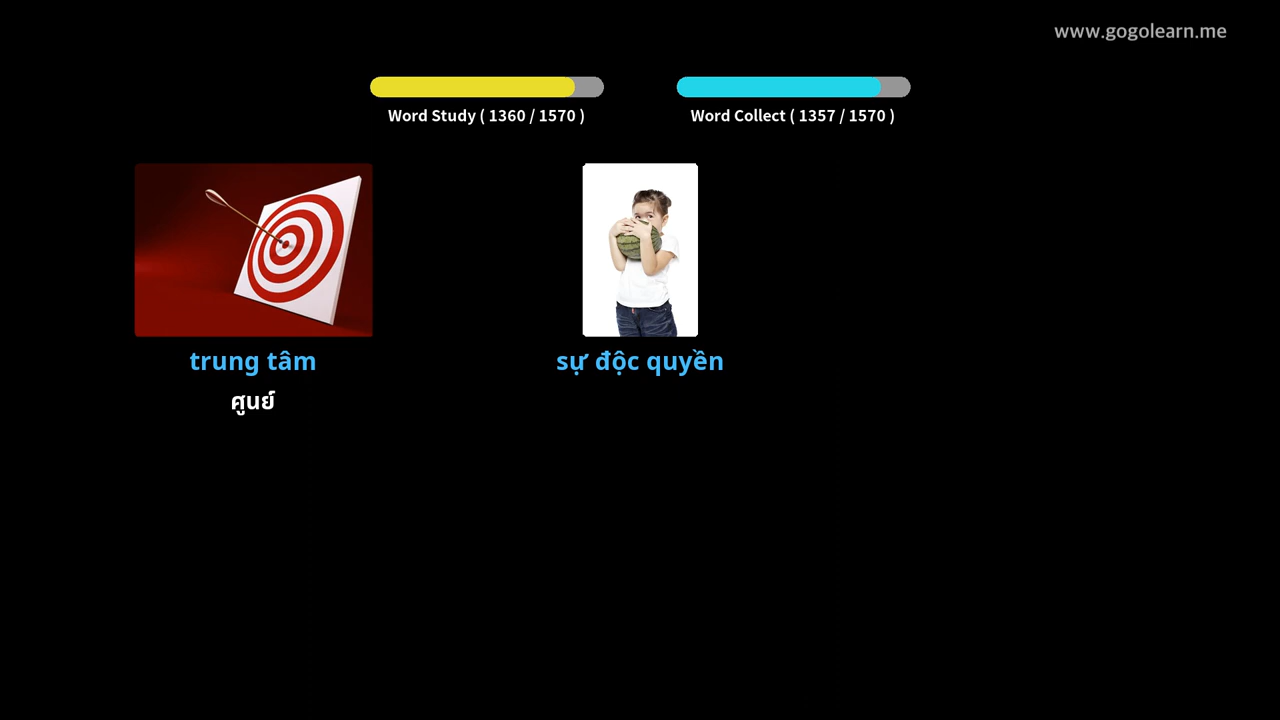 www.gogolearn.me
Word Study ( 1360 / 1570 )
Word Collect ( 1357 / 1570 )
trung tâm
ศูนย์
sự độc quyền